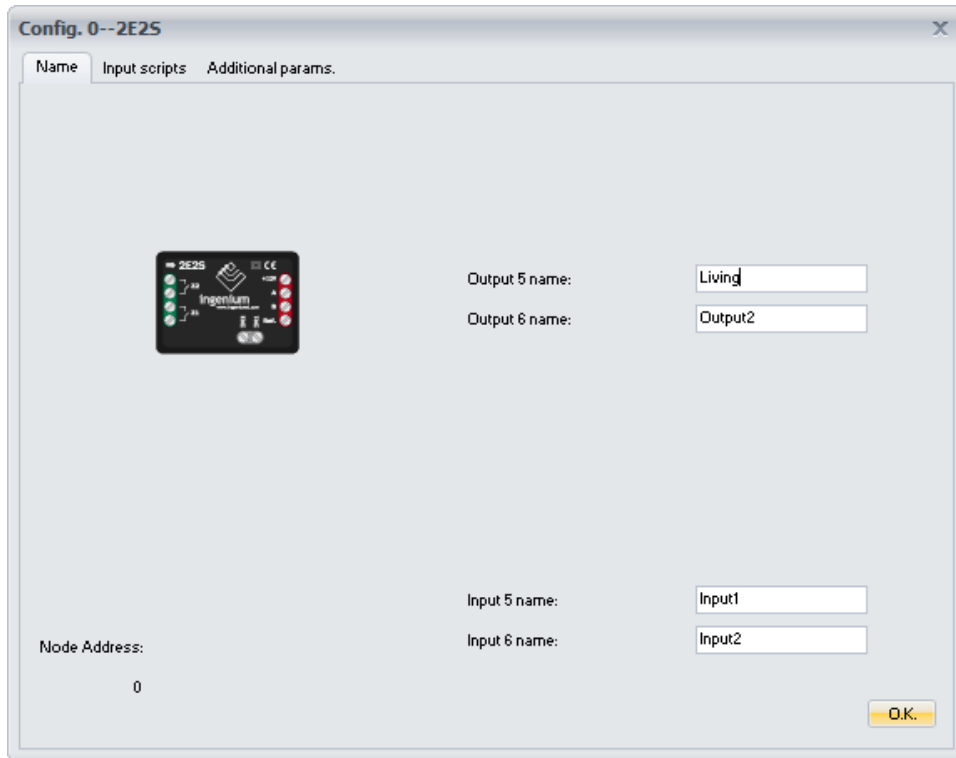 Config. 0--2E2S
X
Name Input scripts Additional params.
2E2S CE
ingenium
Output 5 name: Living
Output 6 name: Output2
Input 5 name: Input1
Input 6 name: Input2
Node Address:
0
O.K.